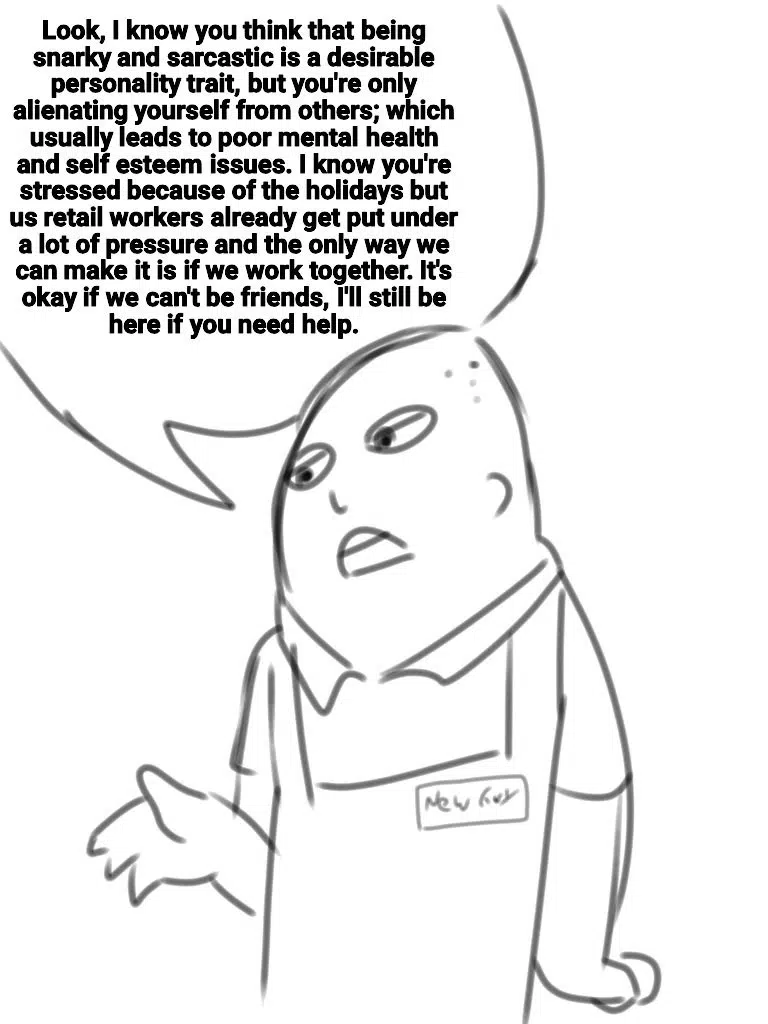 Look, I know you think that being
snarky and sarcastic is a desirable
personality trait, but you're only
alienating yourself from others; which
usually leads to poor mental health
and self esteem issues. I know you're
stressed because of the holidays but
us retail workers already get put under
a lot of pressure and the only way we
can make it is if we work together. It's
okay if we can't be friends, I'll still be
here if you need help.
New Guy